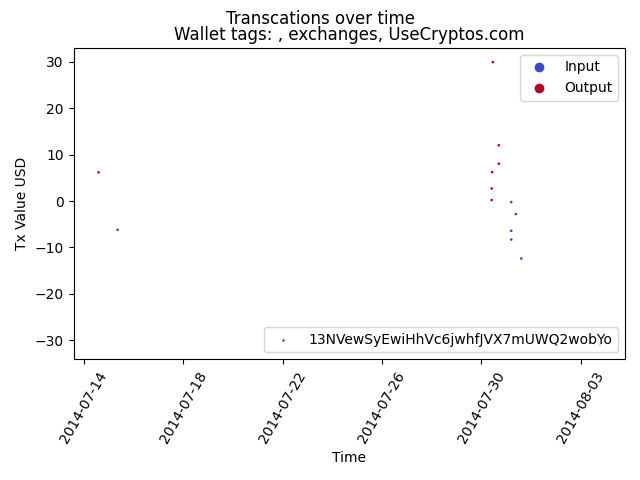 Transcations over time
Wallet tags: , exchanges, UseCryptos.com
Input
Output
Tx Value USD
30
20
10
0
−10
−20
−30
13NVewSyEwiHhVc6jwhfJVX7mUWQ2wobYo
2014-07-14
2014-07-18
2014-07-22
2014-07-26
2014-07-30
2014-08-03
Time